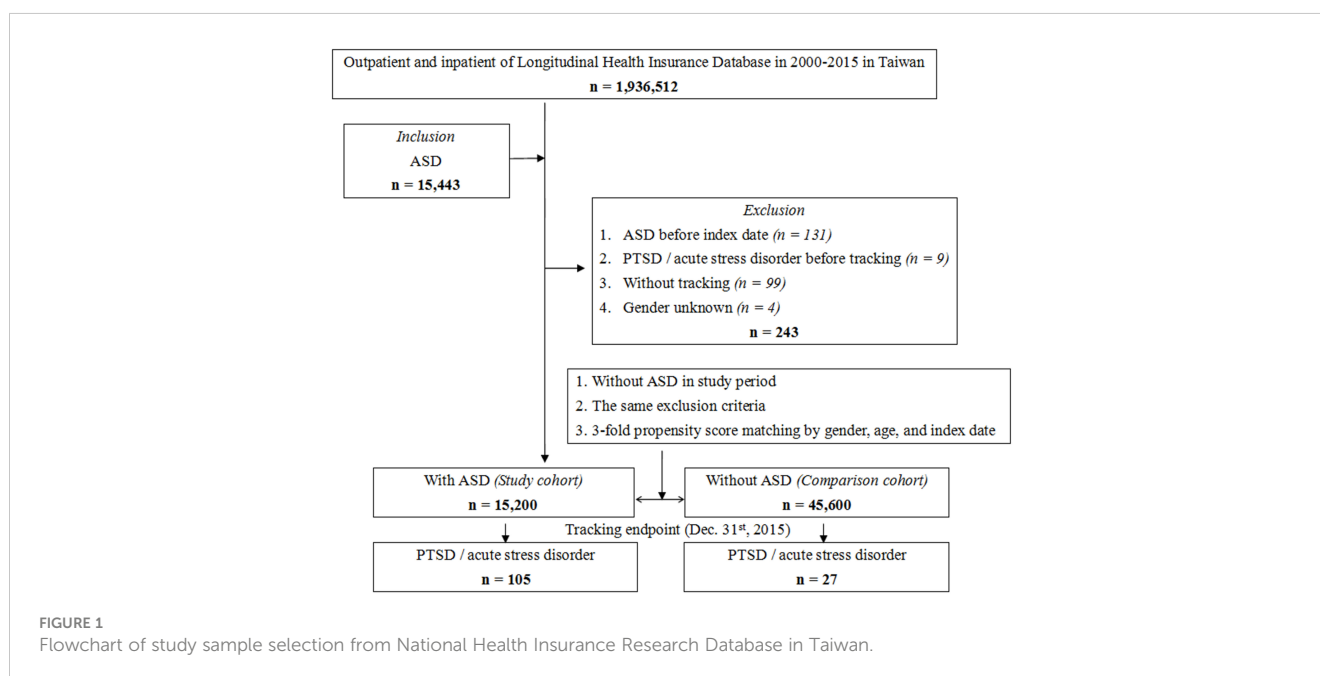 Outpatient and inpatient of Longitudinal Health Insurance Database in 2000-2015 in Taiwan
n = 1,936,512
Inclusion
ASD
n = 15,443
Exclusion
1. ASD before index date (n = 131)
2. PTSD / acute stress disorder before tracking (n = 9)
3. Without tracking (n = 99)
4. Gender unknown (n = 4)
n = 243
1. Without ASD in study period
2. The same exclusion criteria
3. 3-fold propensity score matching by gender, age, and index date
With ASD (Study cohort)
n = 15,200
Without ASD (Comparison cohort)
n = 45,600
Tracking endpoint (Dec. 31st, 2015)
PTSD / acute stress disorder
n = 105
PTSD / acute stress disorder
n = 27
FIGURE 1
Flowchart of study sample selection from National Health Insurance Research Database in Taiwan.